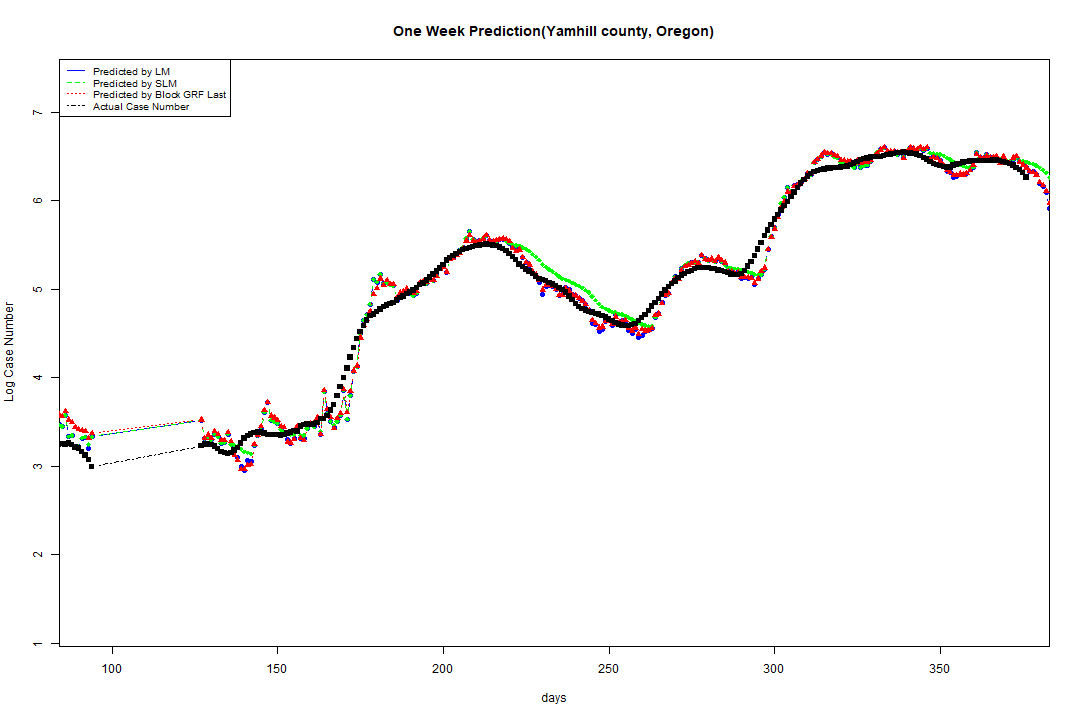 One Week Prediction(Yamhill county, Oregon)
Predicted by LM
Predicted by SLM
Predicted by Block GRF Last
Actual Case Number
7
6
5
4
3
2
1
Log Case Number
100 150 200 250 300 350
days